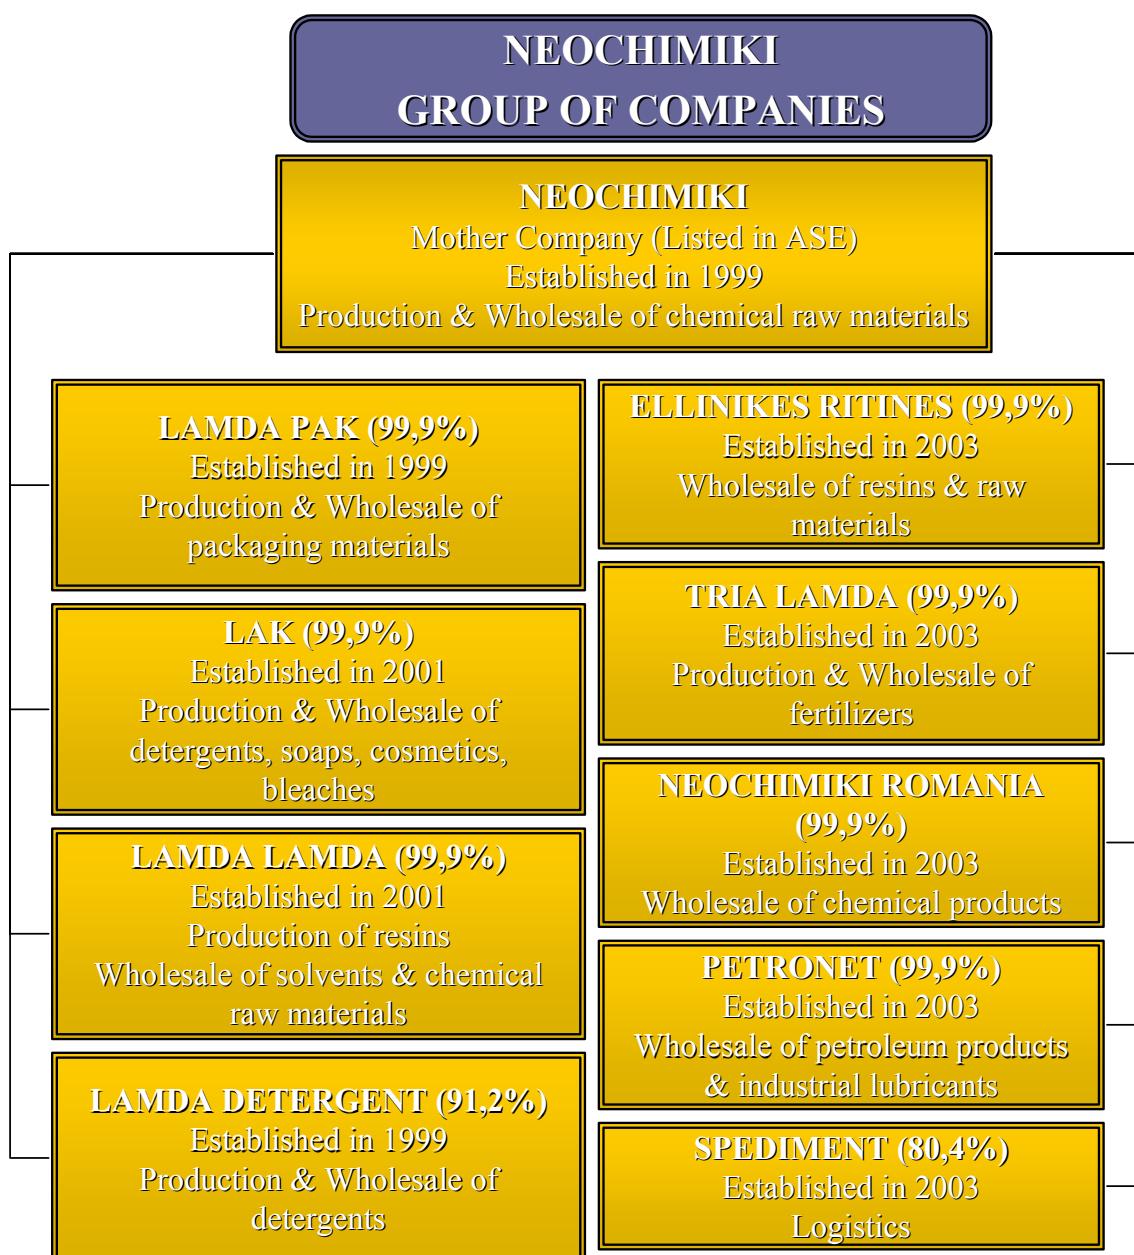 NEOCHIMIKI
GROUP OF COMPANIES
NEOCHIMIKI
Mother Company (Listed in ASE)
Established in 1999
Production & Wholesale of chemical raw materials
LAMDA PAK (99,9%)
Established in 1999
Production & Wholesale of
packaging materials
LAK (99,9%)
Established in 2001
Production & Wholesale of
detergents, soaps, cosmetics,
bleaches
LAMDA LAMDA (99,9%)
Established in 2001
Production of resins
Wholesale of solvents & chemical
raw materials
LAMDA DETERGENT (91,2%)
Established in 1999
Production & Wholesale of
detergents
ELLINIKES RITINES (99,9%)
Established in 2003
Wholesale of resins & raw
materials
TRIA LAMDA (99,9%)
Established in 2003
Production & Wholesale of
fertilizers
NEOCHIMIKI ROMANIA
(99,9%)
Established in 2003
Wholesale of chemical products
PETRONET (99,9%)
Established in 2003
Wholesale of petroleum products
& industrial lubricants
SPEDIMENT (80,4%)
Established in 2003
Logistics